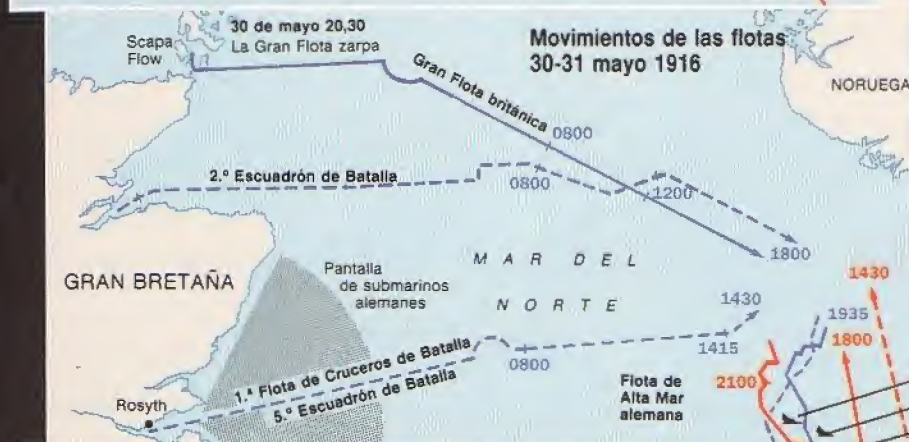 Movimientos de las flotas
30-31 mayo 1916
30 de mayo 20,30
La Gran Flota zarpa
Scapa
Flow
NORUEGA
Gran Flota británica
0800
2.º Escuadrón de Batalla
0800
1200
1800
MAR DEL
NORTE
GRAN BRETAÑA
Pantalla
de submarinos
alemanes
1430
1430
1935
1800
1415
0800
1.ª Flota de Cruceros de Batalla
5.º Escuadrón de Batalla
Rosyth
Flota de
Alta Mar
alemana
2100